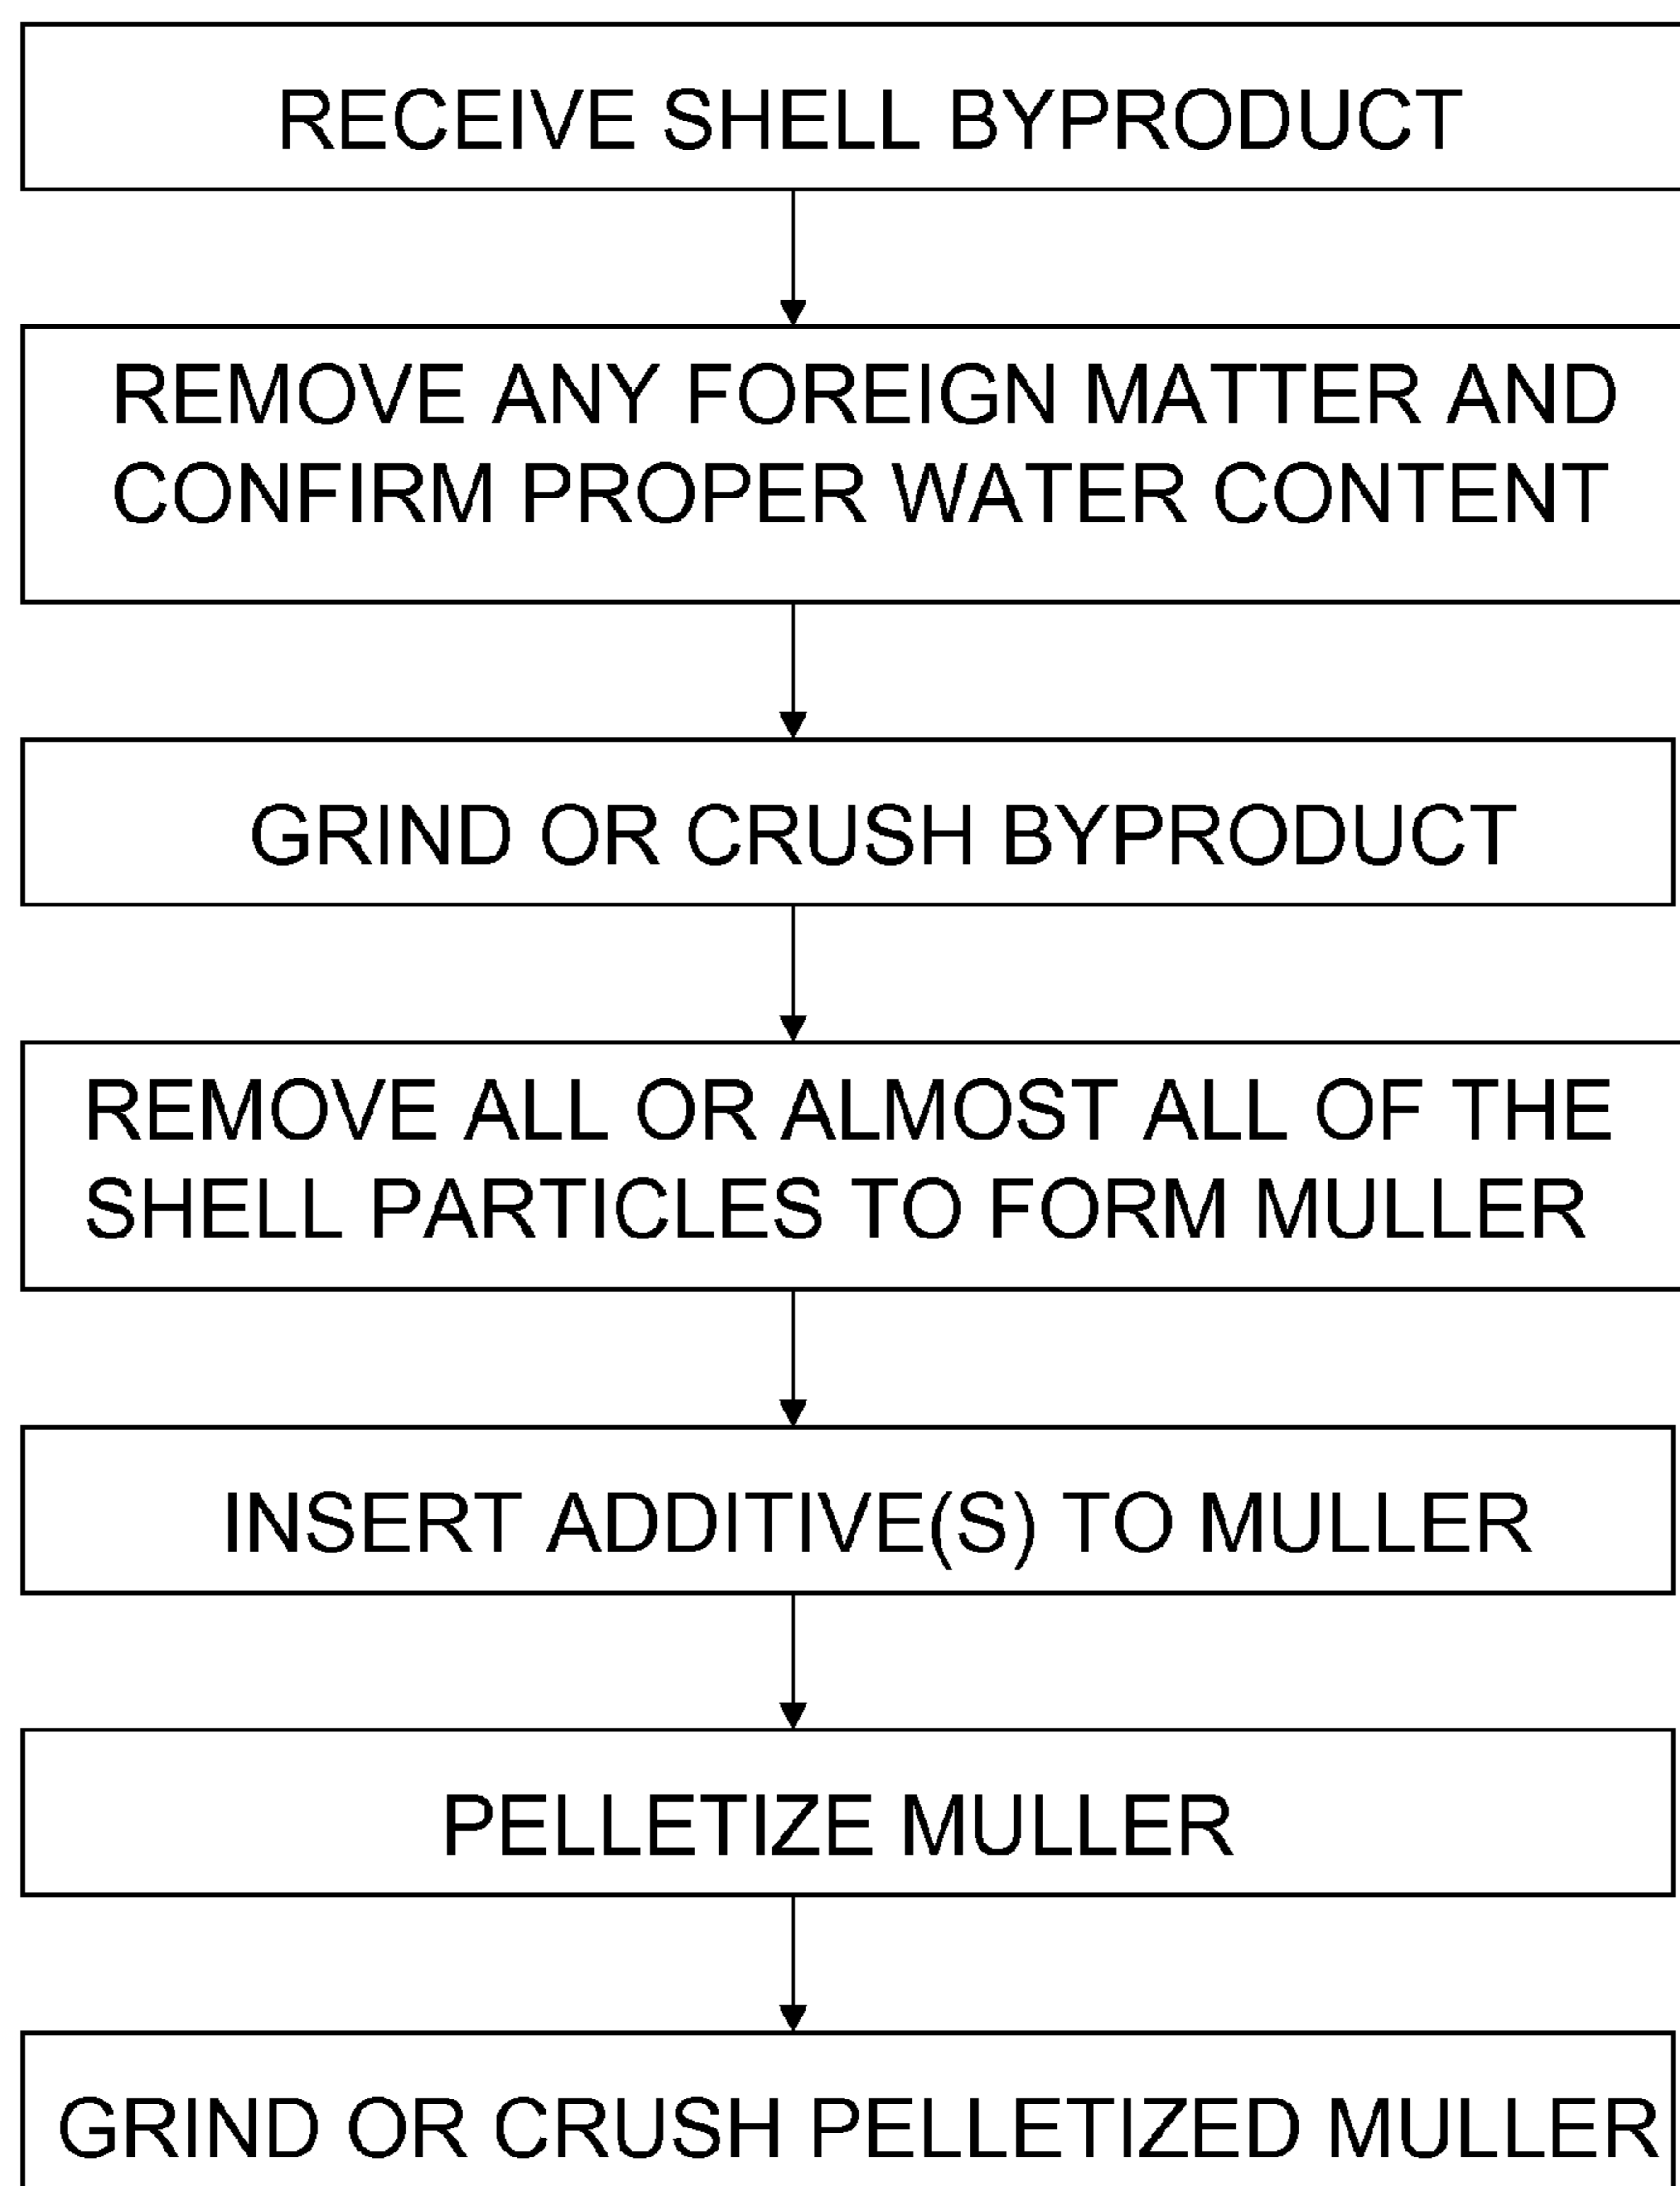 RECEIVE SHELL BYPRODUCT
REMOVE ANY FOREIGN MATTER AND
CONFIRM PROPER WATER CONTENT
GRIND OR CRUSH BYPRODUCT
REMOVE ALL OR ALMOST ALL OF THE
SHELL PARTICLES TO FORM MULLER
INSERT ADDITIVE(S) TO MULLER
PELLETIZE MULLER
GRIND OR CRUSH PELLETIZED MULLER